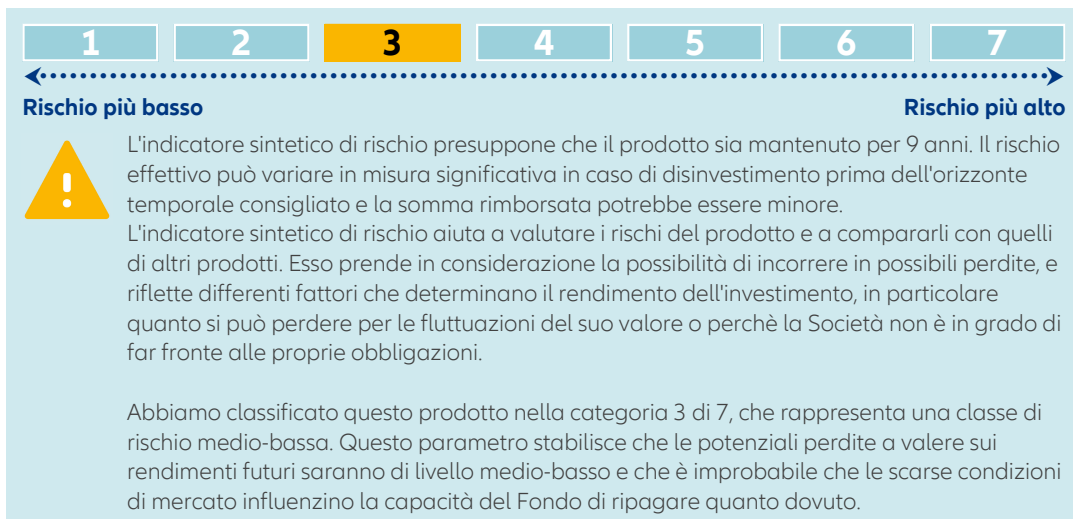 1 2 3 4 5 6 7
Rischio più basso Rischio più alto
L'indicatore sintetico di rischio presuppone che il prodotto sia mantenuto per 9 anni. Il rischio
effettivo può variare in misura significativa in caso di disinvestimento prima dell'orizzonte
temporale consigliato e la somma rimborsata potrebbe essere minore.
L'indicatore sintetico di rischio aiuta a valutare i rischi del prodotto e a compararli con quelli
di altri prodotti. Esso prende in considerazione la possibilità di incorrere in possibili perdite, e
riflette differenti fattori che determinano il rendimento dell'investimento, in particolare
quanto si può perdere per le fluttuazioni del suo valore o perchè la Società non è in grado di
far fronte alle proprie obbligazioni.
Abbiamo classificato questo prodotto nella categoria 3 di 7, che rappresenta una classe di
rischio medio-bassa. Questo parametro stabilisce che le potenziali perdite a valere sui
rendimenti futuri saranno di livello medio-basso e che è improbabile che le scarse condizioni
di mercato influenzino la capacità del Fondo di ripagare quanto dovuto.